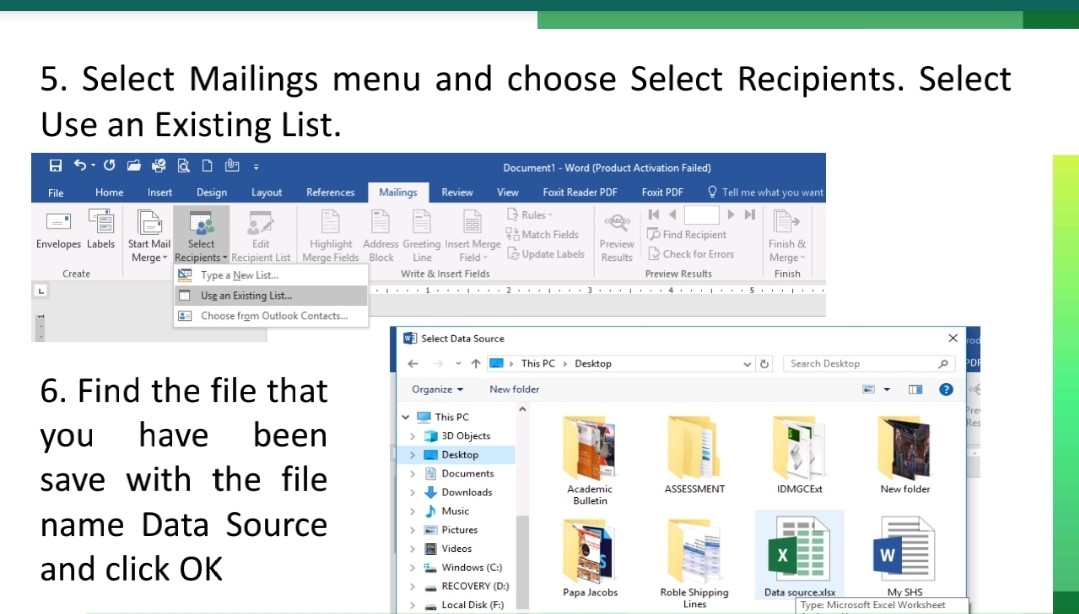 5. Select Mailings menu and choose Select Recipients. Select
Use an Existing List.
Document1 - Word (Product Activation Failed)
File Home Insert Design Layout References Mailings Review View Foxit Reader PDF Foxit PDF Tell me what you want
Envelopes Labels Start Mail Merge Select Recipients Edit Recipient List Highlight Merge Fields Address Block Greeting Line Insert Merge Field Rules Match Fields Update Labels Preview Results Find Recipient Check for Errors Finish & Merge
Create Write & Insert Fields Preview Results Finish
Type a New List...
Use an Existing List...
Choose from Outlook Contacts...
1 2 3 4 5
6. Find the file that
you have been
save with the file
name Data Source
and click OK
Select Data Source
This PC > Desktop
Search Desktop
Organize New folder
This PC
3D Objects
Desktop
Documents
Downloads
Music
Pictures
Videos
Windows (C:)
RECOVERY (D:)
Local Disk (F:)
Academic Bulletin
ASSESSMENT
IDMGCExt
New folder
Papa Jacobs
Roble Shipping Lines
Data source.xlsx
My SHS
Type: Microsoft Excel Worksheet